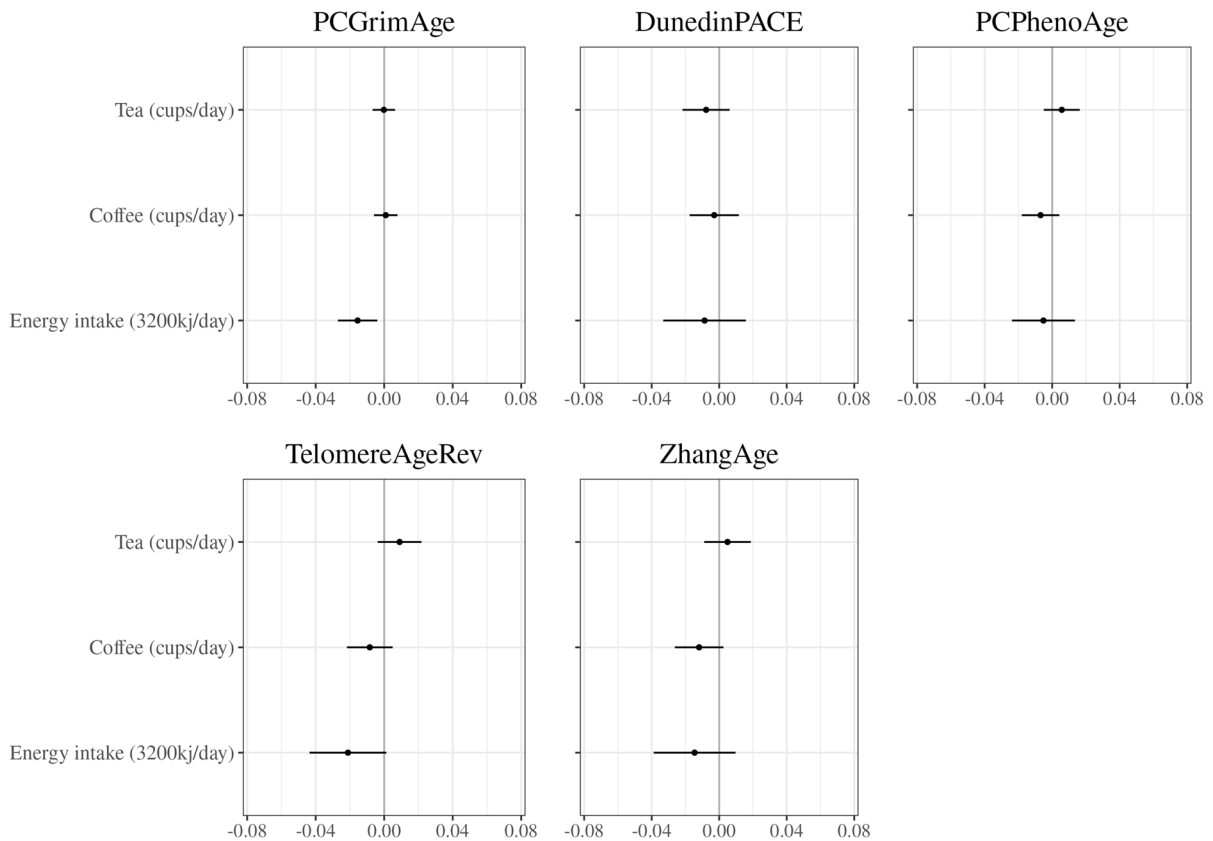 PCGrimAge DunedinPACE PCPhenoAge
Tea (cups/day)
Coffee (cups/day)
Energy intake (3200kj/day)
-0.08 -0.04 0.00 0.04 0.08 -0.08 -0.04 0.00 0.04 0.08 -0.08 -0.04 0.00 0.04 0.08
TelomereAgeRev ZhangAge
Tea (cups/day)
Coffee (cups/day)
Energy intake (3200kj/day)
-0.08 -0.04 0.00 0.04 0.08 -0.08 -0.04 0.00 0.04 0.08